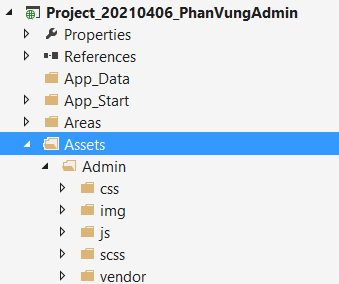 Project_20210406_PhanVungAdmin
Properties
References
App_Data
App_Start
Areas
Assets
Admin
css
img
js
scss
vendor